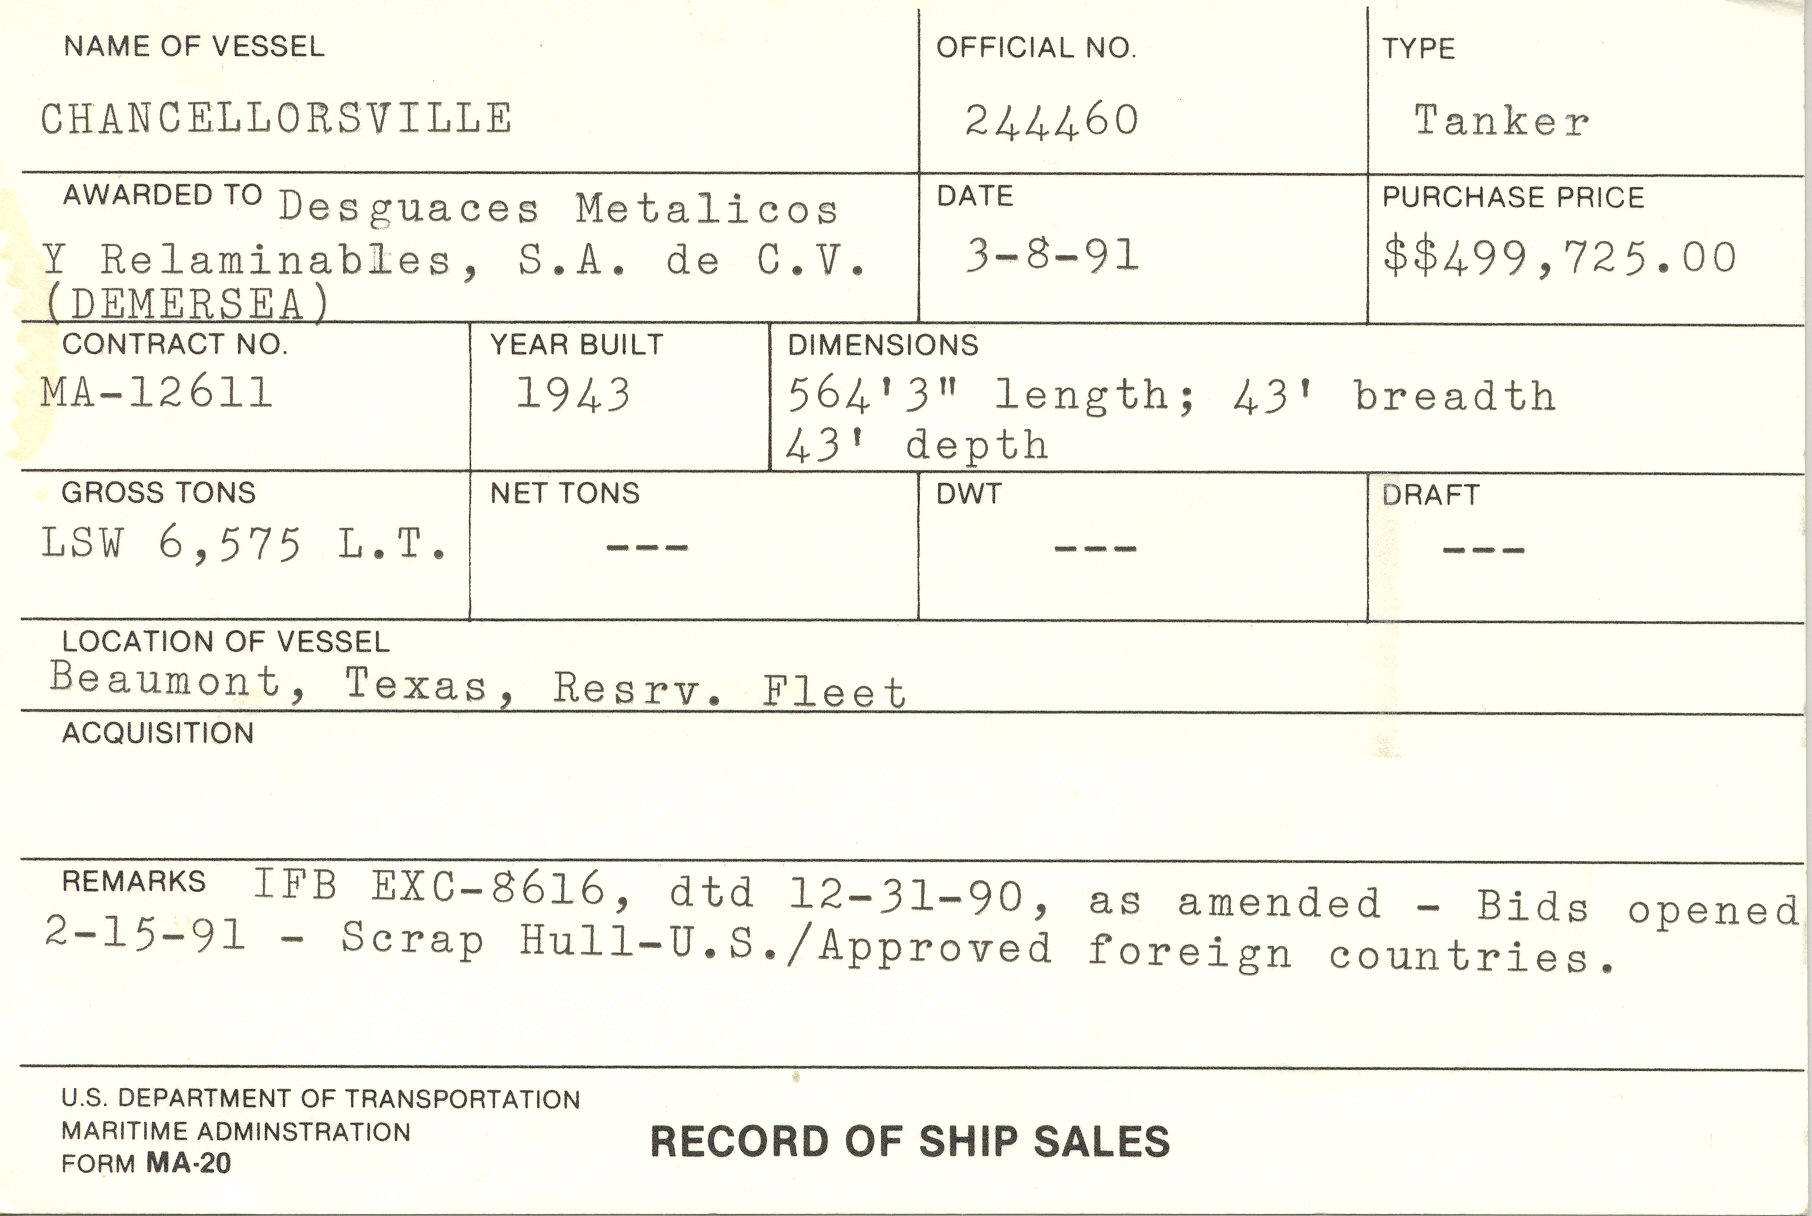 NAME OF VESSEL OFFICIAL NO. TYPE
CHANCELLORSVILLE 244460 Tanker
AWARDED TO Desguaces Metalicos DATE PURCHASE PRICE
Y Relaminables, S.A. de C.V. 3-8-91 $$499,725.00
(DEMERSEA)
CONTRACT NO. YEAR BUILT DIMENSIONS
MA-12611 1943 564'3" length; 43' breadth
43' depth
GROSS TONS NET TONS DWT DRAFT
LSW 6,575 L.T. --- --- ---
LOCATION OF VESSEL
Beaumont, Texas, Resrv. Fleet
ACQUISITION
REMARKS IFB EXC-8616, dtd 12-31-90, as amended - Bids opened
2-15-91 - Scrap Hull-U.S./Approved foreign countries.
U.S. DEPARTMENT OF TRANSPORTATION
MARITIME ADMINSTRATION
FORM MA-20
RECORD OF SHIP SALES